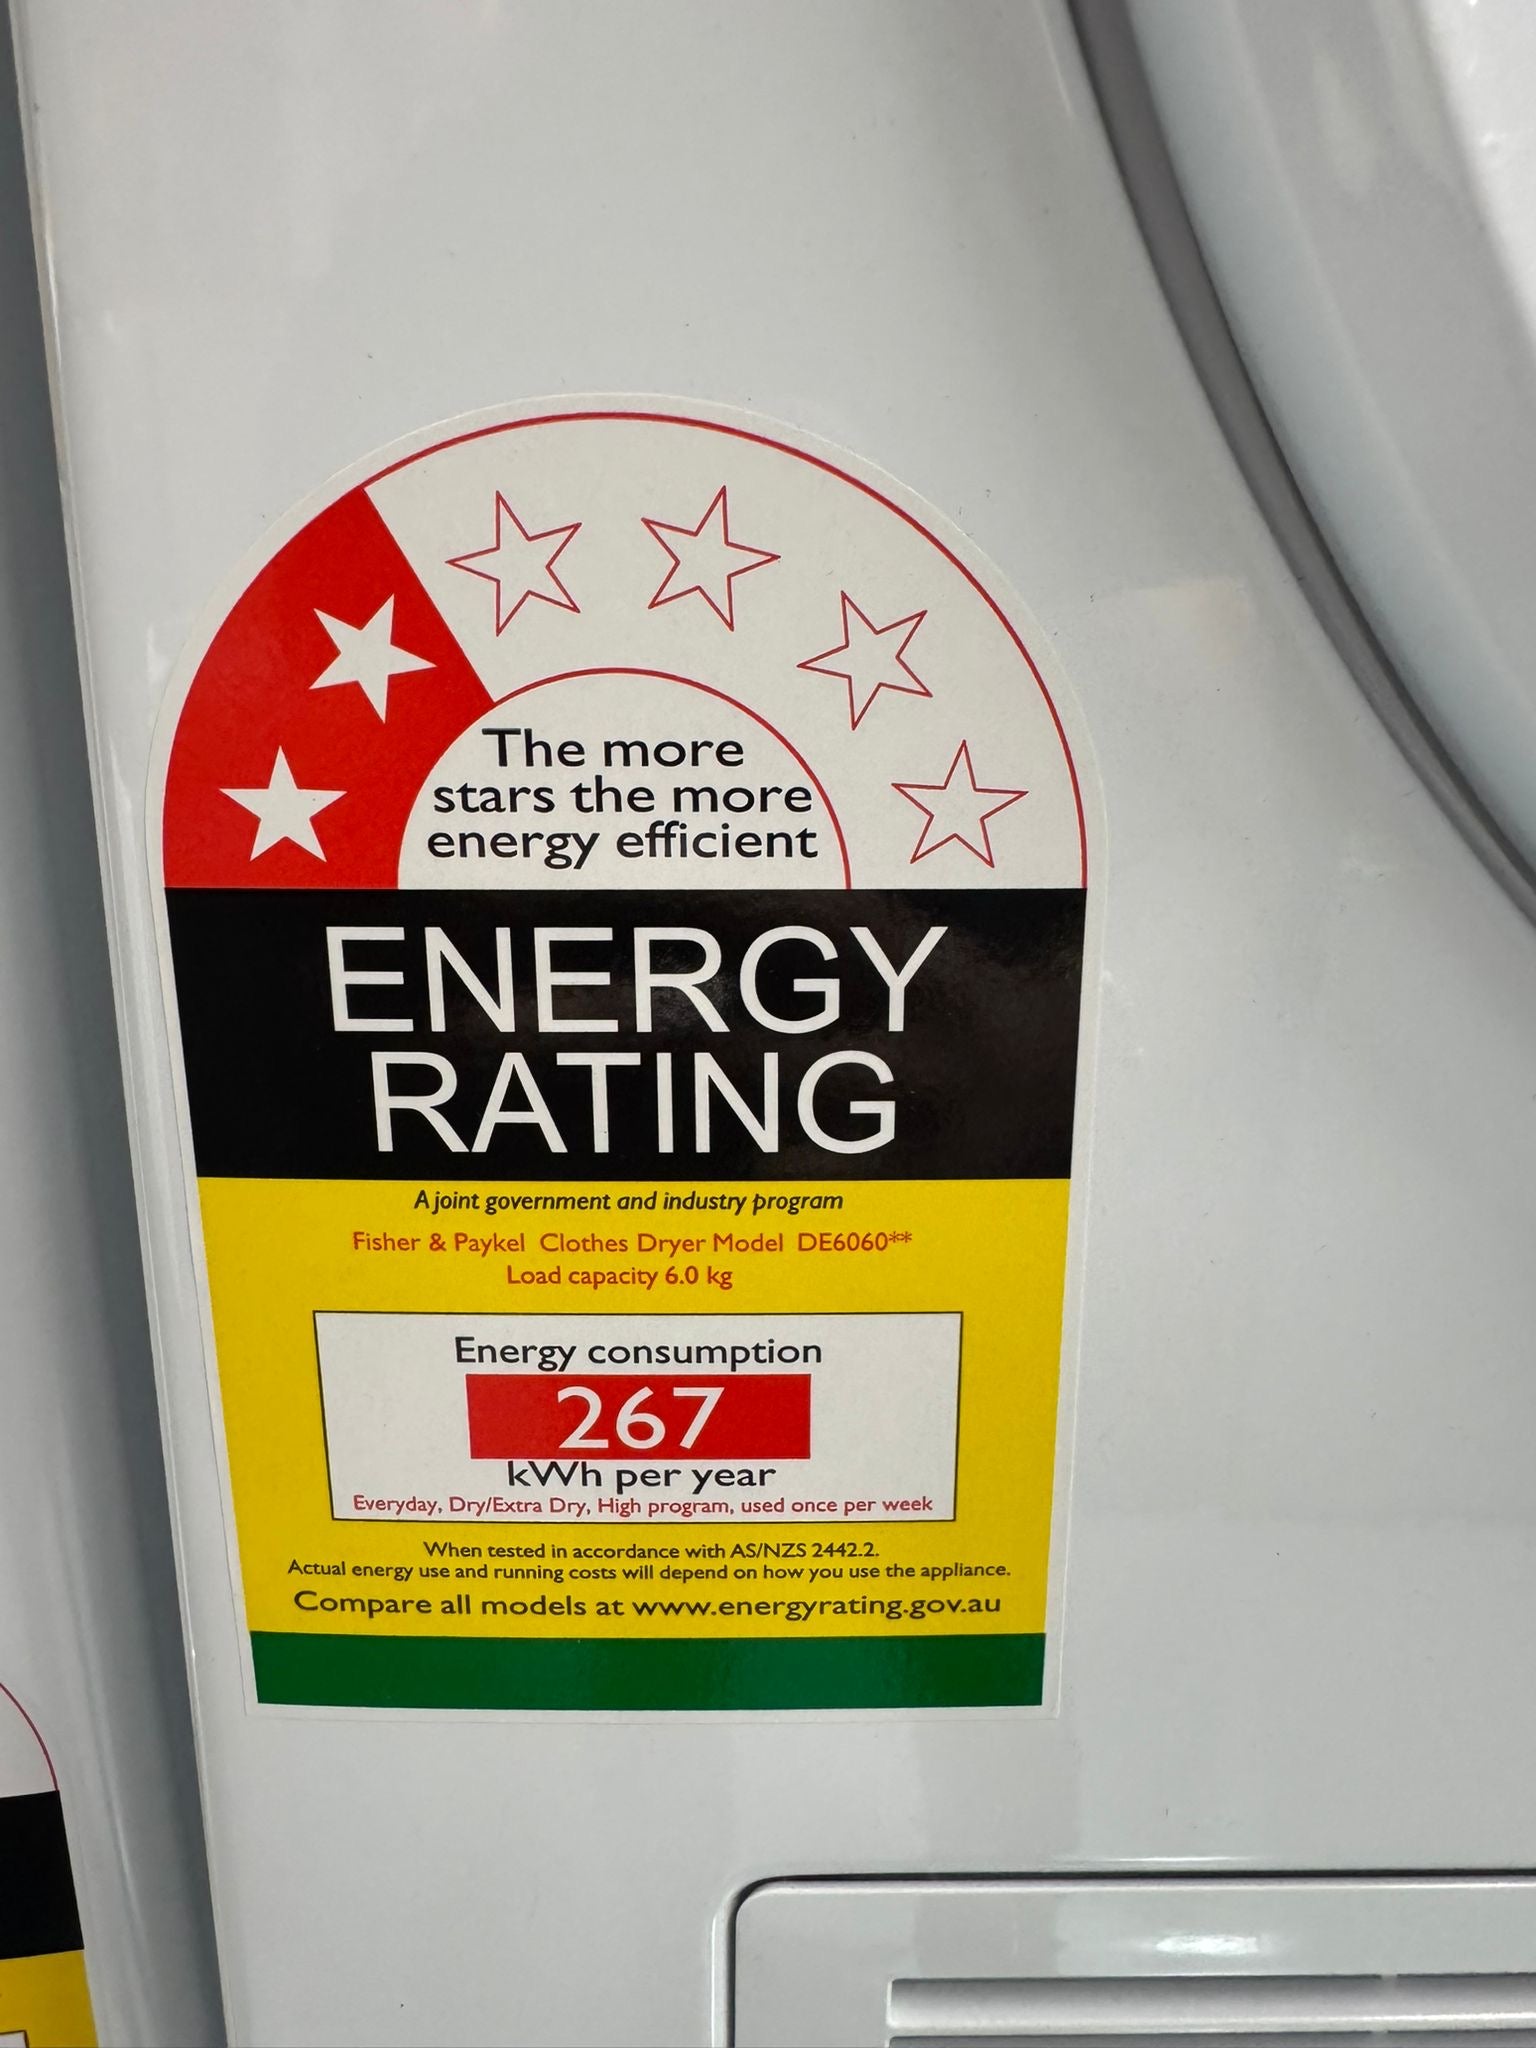 The more
stars the more
energy efficient
ENERGY
RATING
A joint government and industry program
Fisher & Paykel Clothes Dryer Model DE6060**
Load capacity 6.0 kg
Energy consumption
267
kWh per year
Everyday, Dry/Extra Dry, High program, used once per week
When tested in accordance with AS/NZS 2442.2.
Actual energy use and running costs will depend on how you use the appliance.
Compare all models at www.energyrating.gov.au